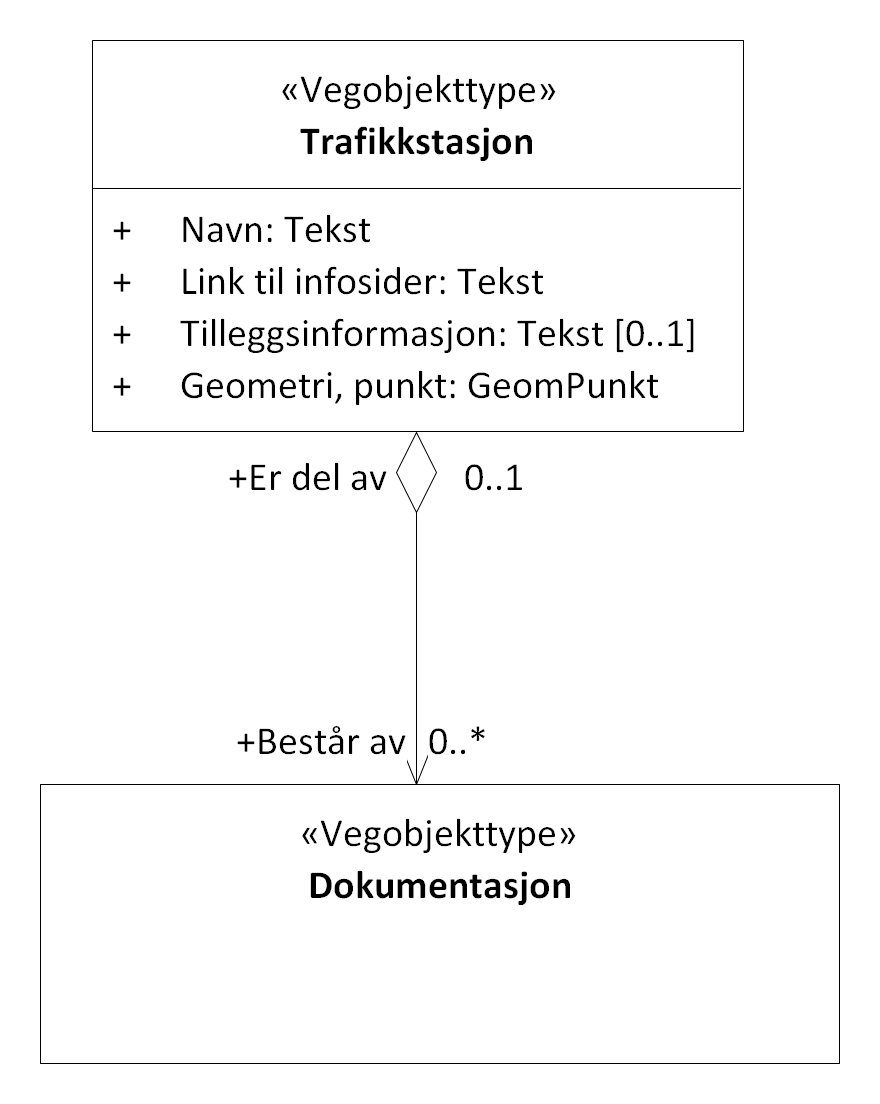 «Vegobjekttype»
Trafikkstasjon
+ Navn: Tekst
+ Link til infosider: Tekst
+ Tilleggsinformasjon: Tekst [0..1]
+ Geometri, punkt: GeomPunkt
+Er del av 0..1
+Består av 0..*
«Vegobjekttype»
Dokumentasjon